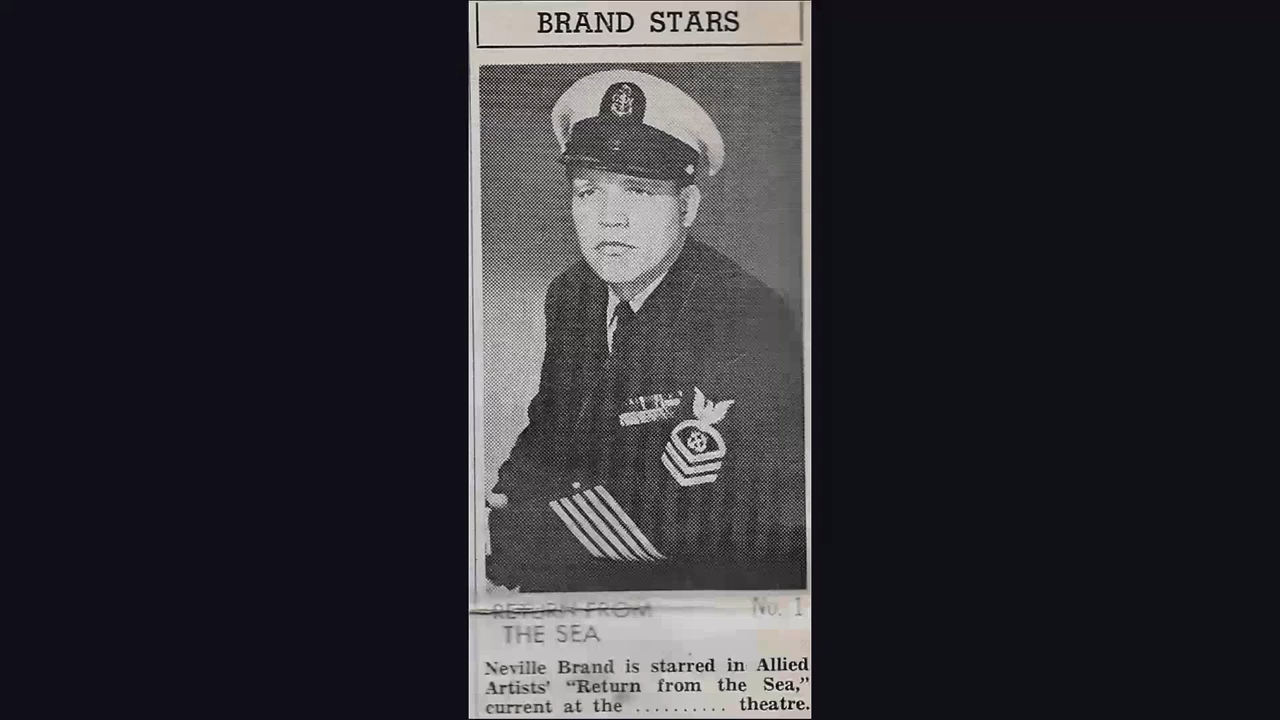 BRAND STARS
RETURN FROM No. 1
THE SEA
Neville Brand is starred in Allied
Artists' “Return from the Sea,”
current at the .......... theatre.